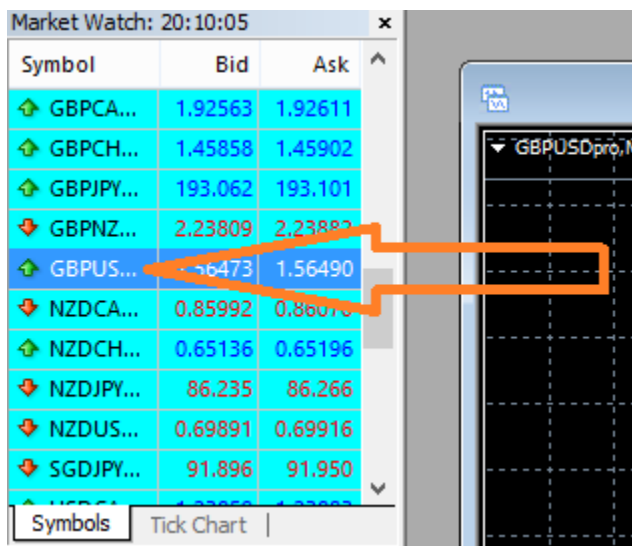 Market Watch: 20:10:05
Symbol Bid Ask
GBPCA... 1.92563 1.92611
GBPCH... 1.45858 1.45902
GBPJPY... 193.062 193.101
GBPNZ... 2.23809
GBPUS... 1.56490
GBPUSDpro,
NZDCA... 0.85992
NZDCH... 0.65136 0.65196
NZDJPY... 86.235 86.266
NZDUS... 0.69891 0.69916
SGDJPY... 91.896 91.950
Symbols Tick Chart